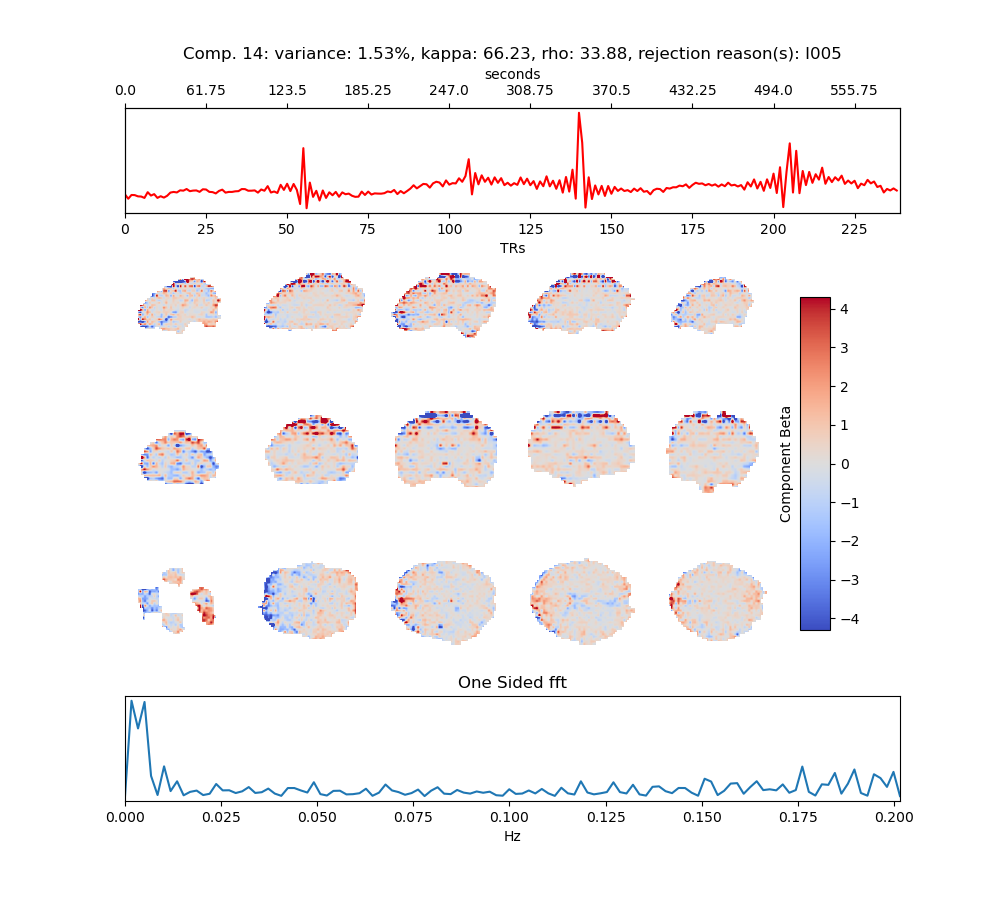 Comp. 14: variance: 1.53%, kappa: 66.23, rho: 33.88, rejection reason(s): I005
seconds
0.0 61.75 123.5 185.25 247.0 308.75 370.5 432.25 494.0 555.75
0 25 50 75 100 125 150 175 200 225
TRs
4
3
2
1
0
−1
−2
−3
−4
Component Beta
One Sided fft
0.000 0.025 0.050 0.075 0.100 0.125 0.150 0.175 0.200
Hz